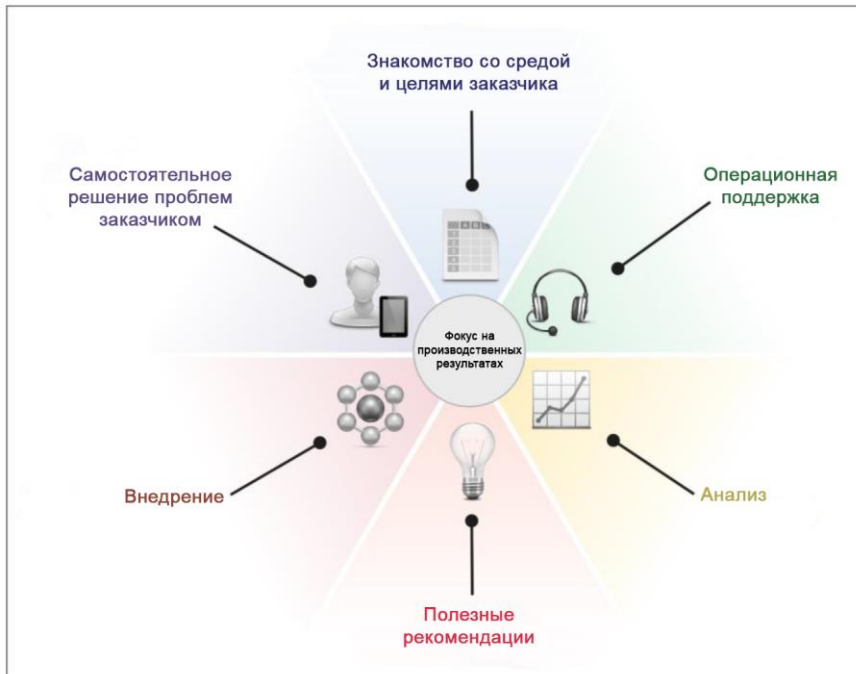 Знакомство со средой
и целями заказчика
Самостоятельное
решение проблем
заказчиком
Операционная
поддержка
Фокус на
производственных
результатах
Внедрение
Анализ
Полезные
рекомендации